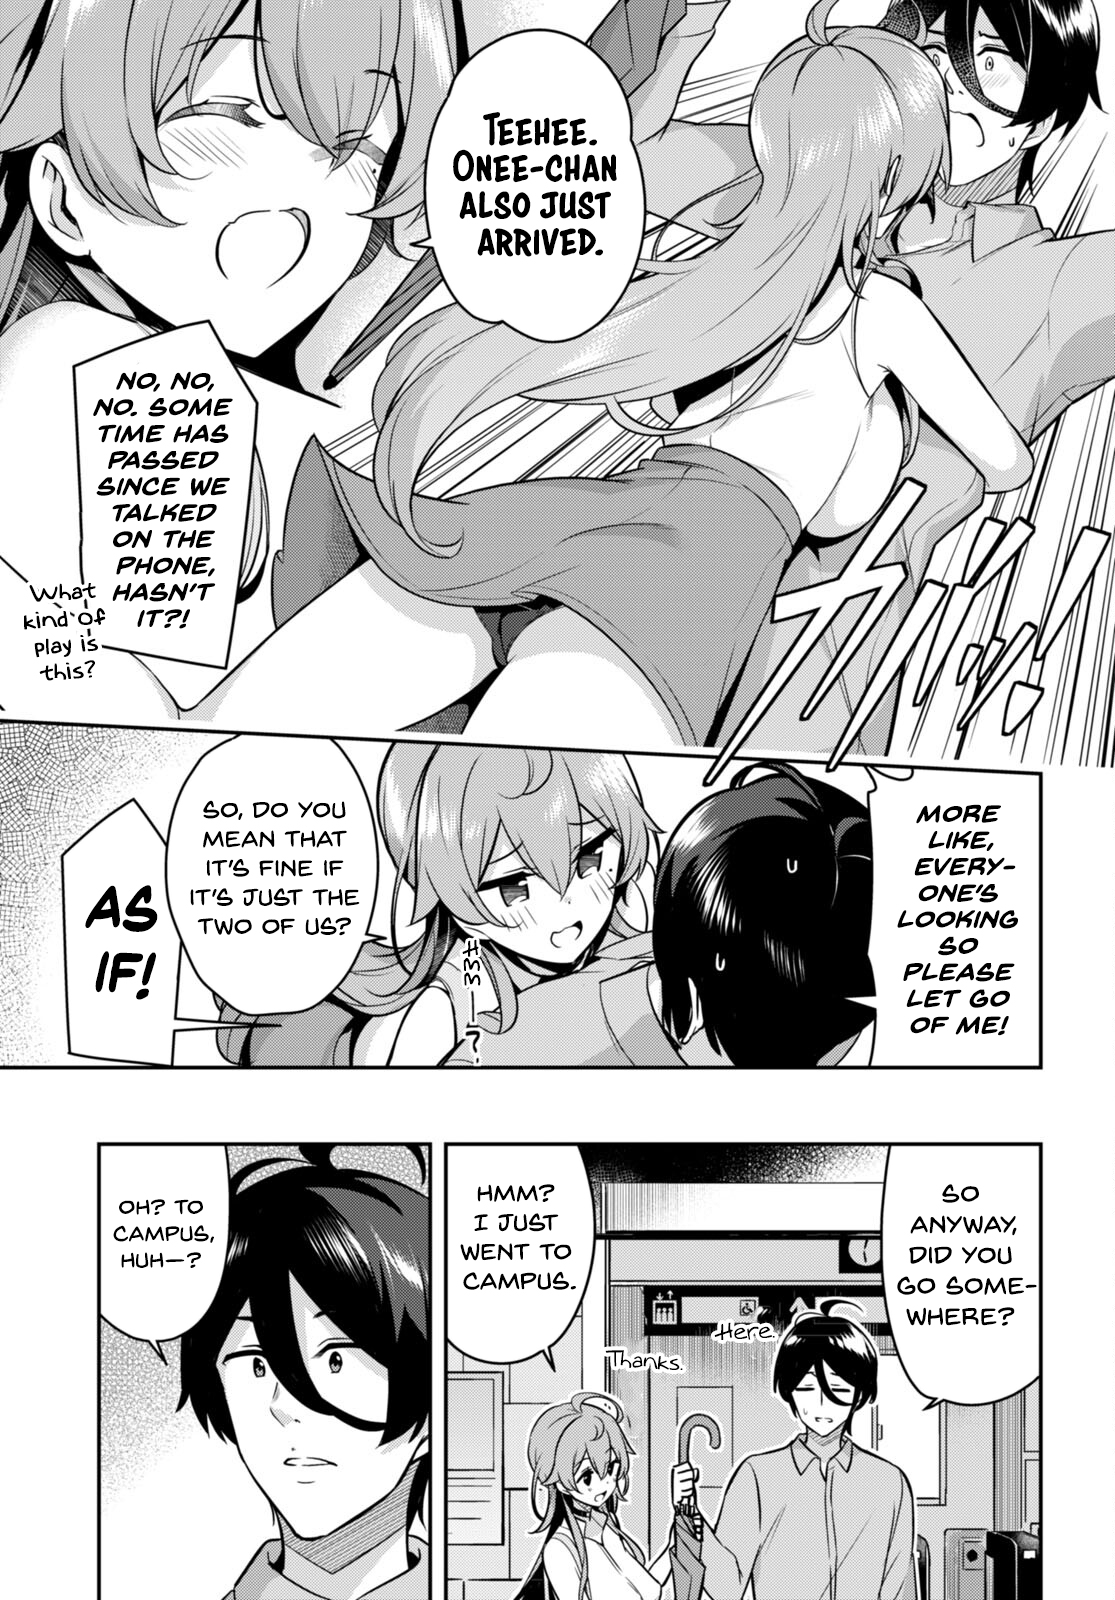 TEEHEE.
ONEE-CHAN
ALSO JUST
ARRIVED.
NO, NO,
NO. SOME
TIME HAS
PASSED
SINCE WE
TALKED
ON THE
PHONE,
HASN'T
IT?!
What
kind of
play is
this?
MORE
LIKE,
EVERY-
ONE'S
LOOKING
SO
PLEASE
LET GO
OF ME!
SO, DO YOU
MEAN THAT
IT'S FINE IF
IT'S JUST THE
TWO OF US?
AS
IF!
SO
ANYWAY,
DID YOU
GO SOME-
WHERE?
Here.
Thanks.
HMM?
I JUST
WENT TO
CAMPUS.
OH? TO
CAMPUS,
HUH—?